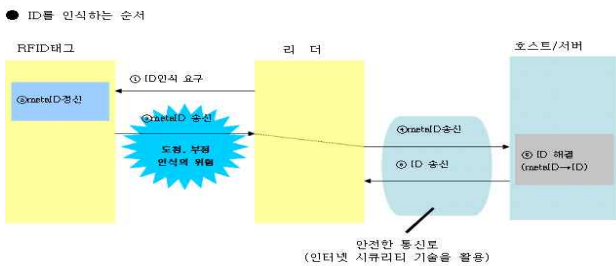 ● ID를 인식하는 순서
RFID태그
리 더
호스트/서버
① ID인식 요구
②metaID갱신
③metaID 송신
도청, 부정
인식의 위협
④metaID송신
⑥ ID 송신
⑤ ID 해결
(metaID→ID)
안전한 통신로
(인터넷 시큐리티 기술을 활용)